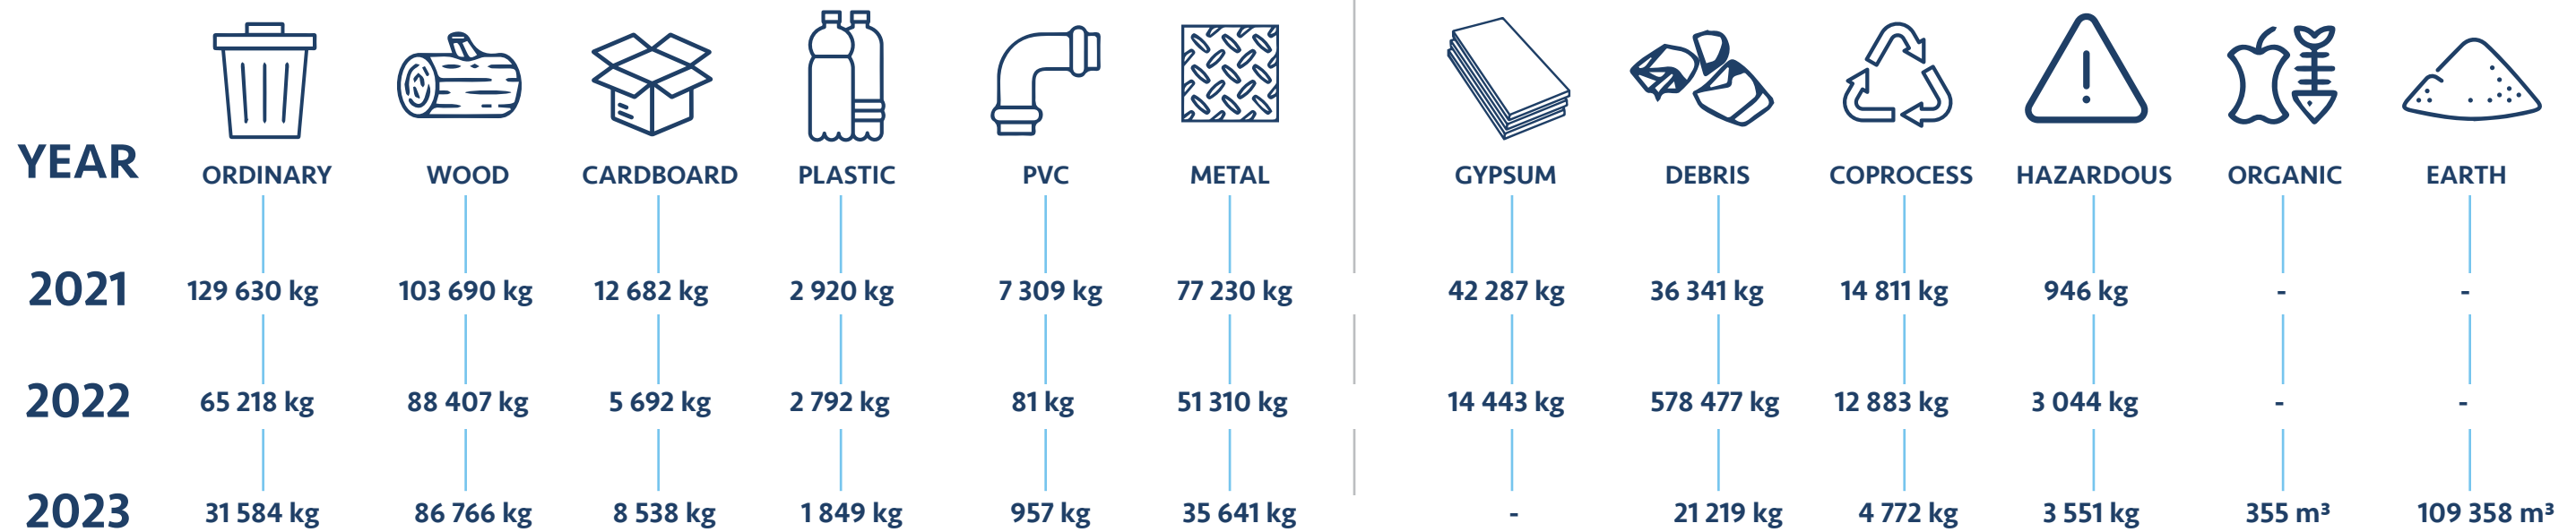 YEAR ORDINARY WOOD CARDBOARD PLASTIC PVC METAL GYPSUM DEBRIS COPROCESS HAZARDOUS ORGANIC EARTH
2021 129 630 kg 103 690 kg 12 682 kg 2 920 kg 7 309 kg 77 230 kg 42 287 kg 36 341 kg 14 811 kg 946 kg - -
2022 65 218 kg 88 407 kg 5 692 kg 2 792 kg 81 kg 51 310 kg 14 443 kg 578 477 kg 12 883 kg 3 044 kg - -
2023 31 584 kg 86 766 kg 8 538 kg 1 849 kg 957 kg 35 641 kg - 21 219 kg 4 772 kg 3 551 kg 355 m³ 109 358 m³